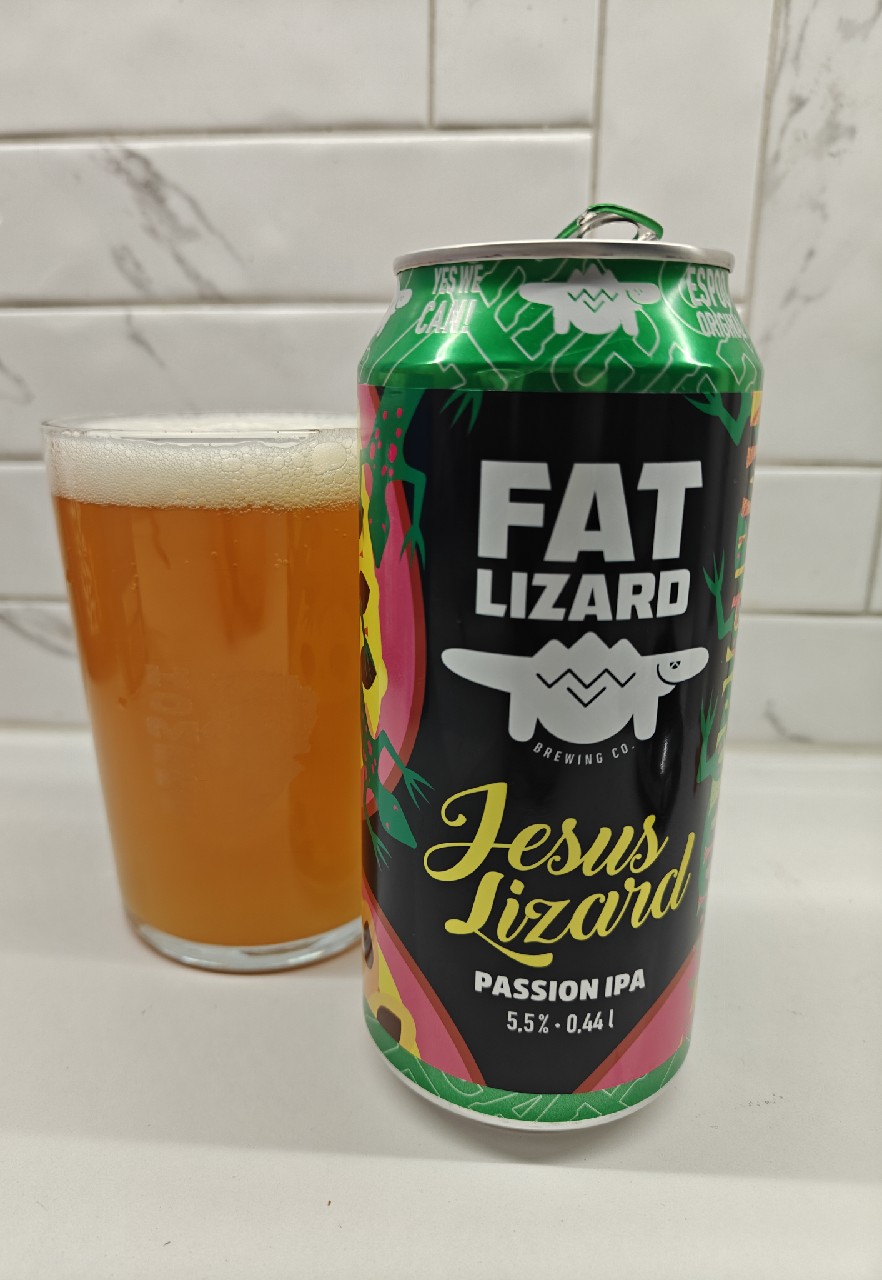 YES WE
CAN!
FAT
LIZARD
BREWING CO.
Jesus
Lizard
PASSION IPA
5,5% • 0,44 l